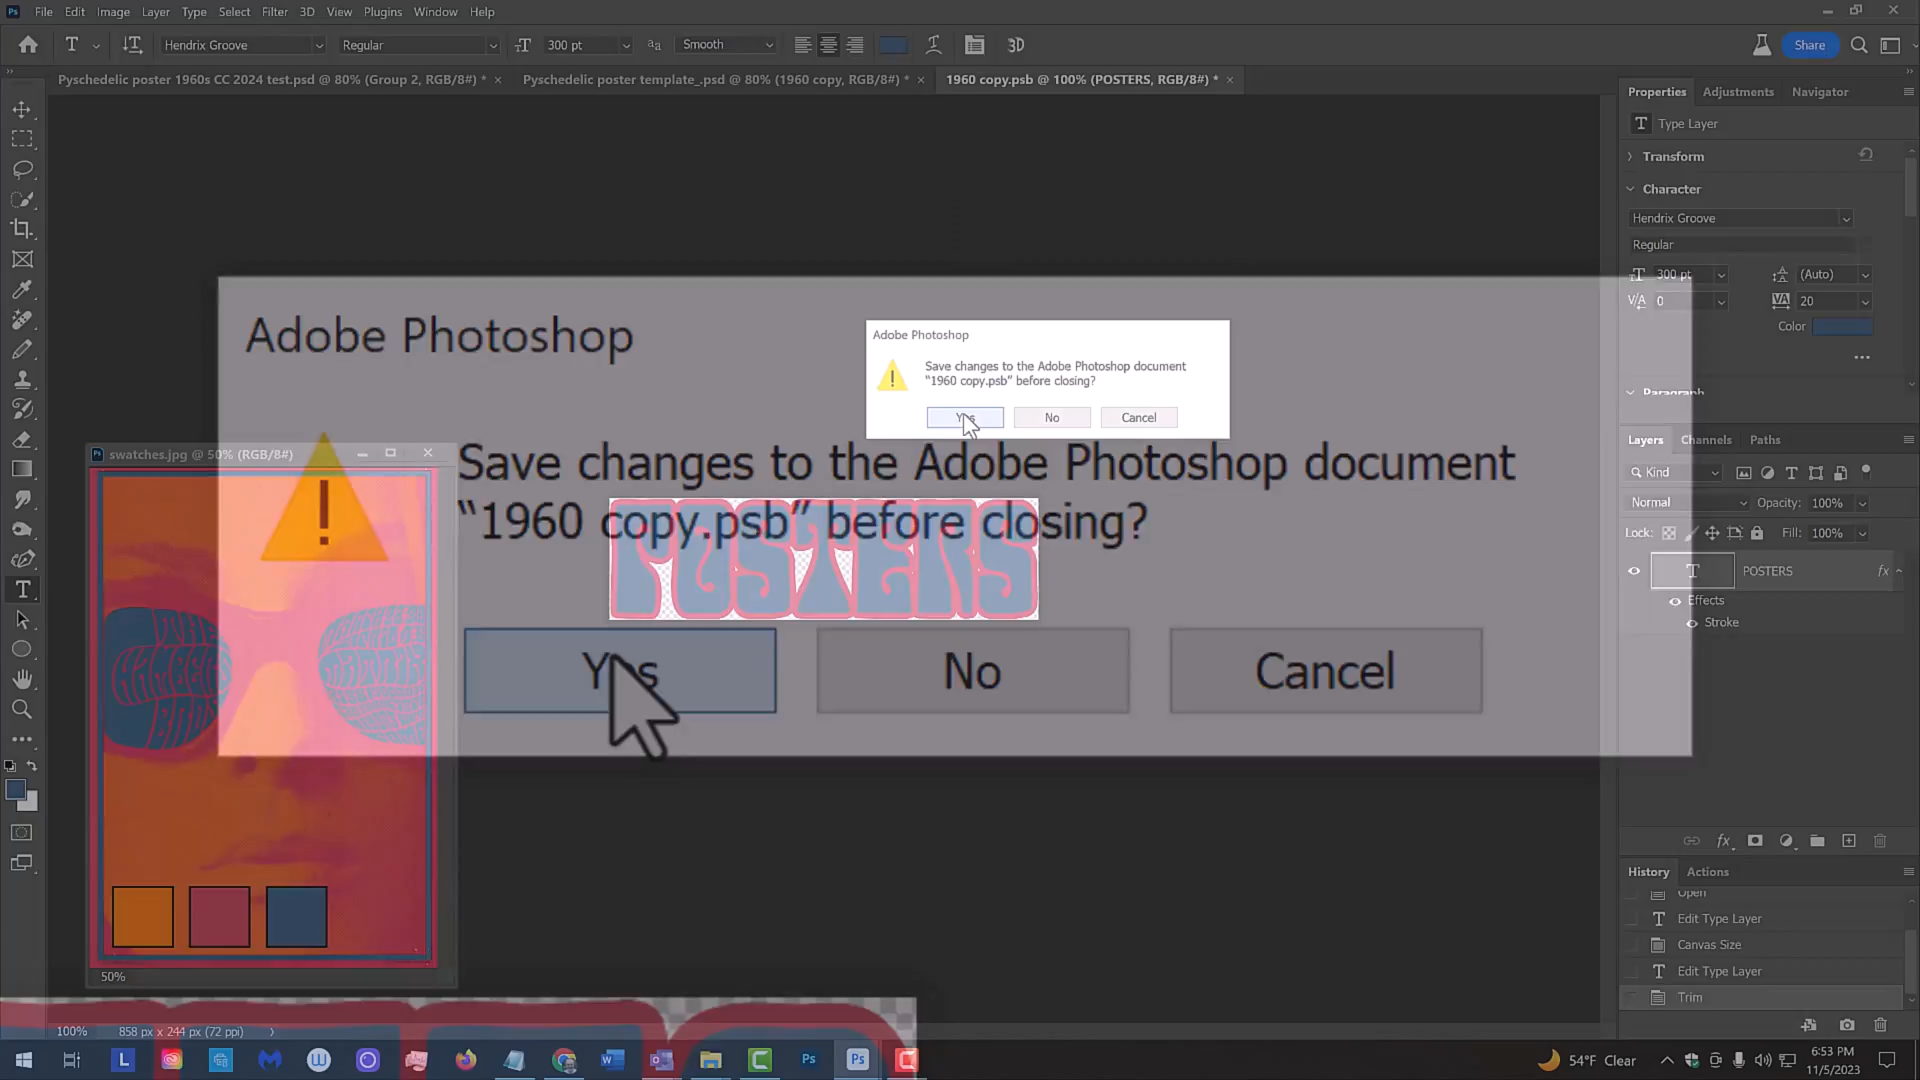 File Edit Image Layer Type Select Filter 3D View Plugins Window Help
Hendrix Groove Regular 300 pt Smooth 3D Share
Pyschedelic poster 1960s CC 2024 test.psd @ 80% (Group 2, RGB/8#) * Pyschedelic poster template_.psd @ 80% (1960 copy, RGB/8#) * 1960 copy.psb @ 100% (POSTERS, RGB/8#) *
Properties Adjustments Navigator
Type Layer
Transform
Character
Hendrix Groove
Regular
300 pt (Auto)
0 20
Color
Paragraph
Adobe Photoshop
Save changes to the Adobe Photoshop document
“1960 copy.psb” before closing?
Yes No Cancel
Adobe Photoshop
Save changes to the Adobe Photoshop document
“1960 copy.psb” before closing?
Yes No Cancel
POSTERS
swatches.jpg @ 50% (RGB/8#)
THE
CHAMBERS
BAND
50%
Layers Channels Paths
Kind
Normal Opacity: 100%
Lock: Fill: 100%
POSTERS fx
Effects
Stroke
History Actions
Open
Edit Type Layer
Canvas Size
Edit Type Layer
Trim
100% 858 px x 244 px (72 ppi)
54°F Clear
6:53 PM
11/5/2023